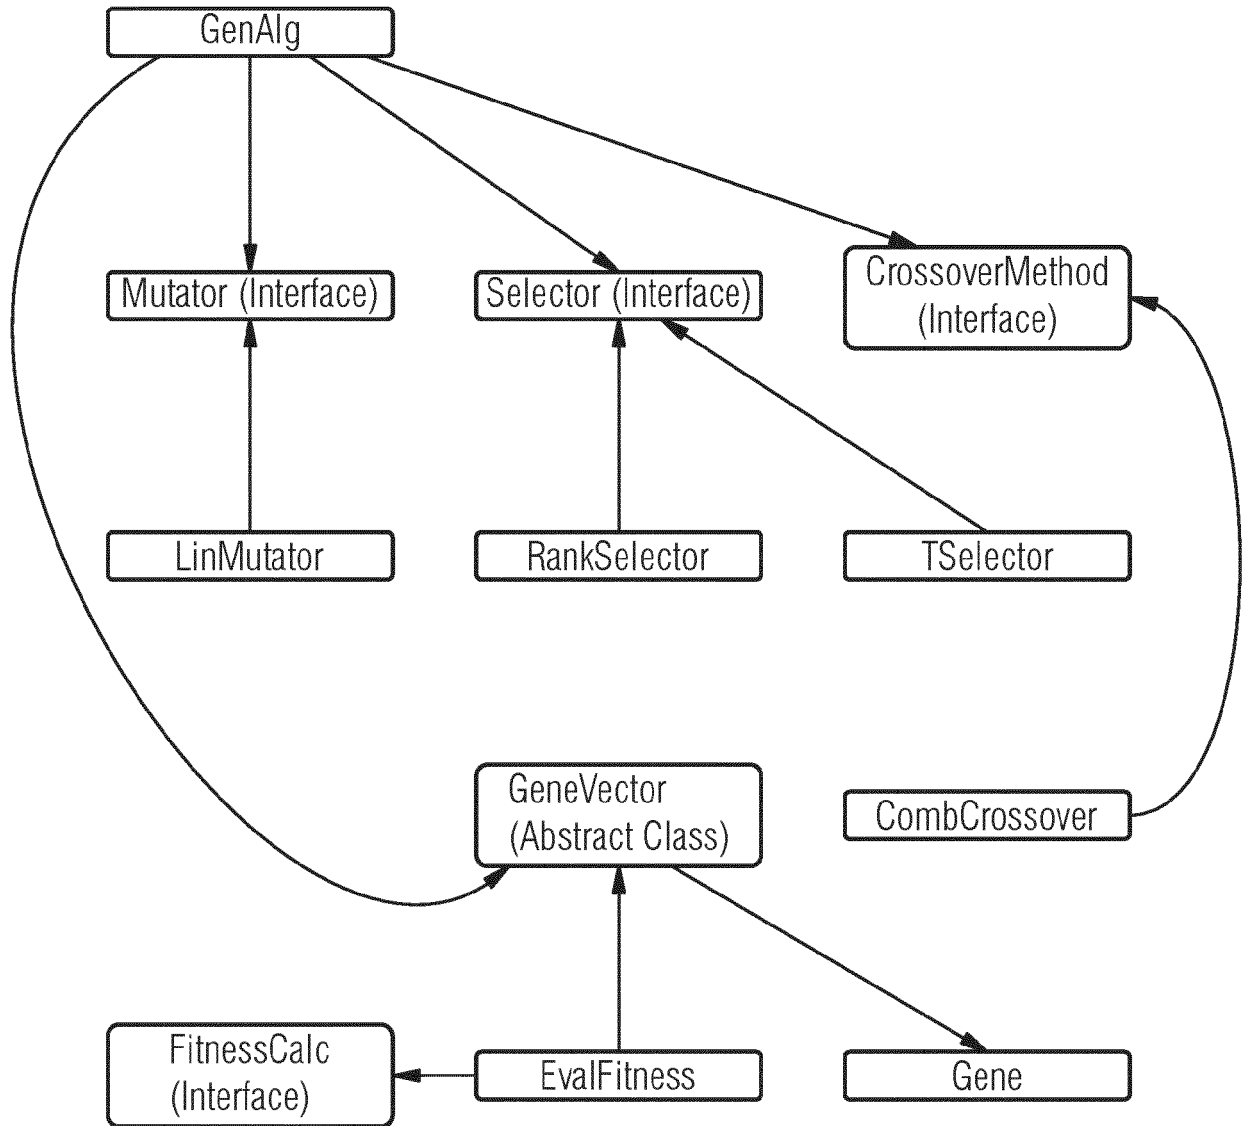 GenAlg
Mutator (Interface)
Selector (Interface)
CrossoverMethod
(Interface)
LinMutator
RankSelector
TSelector
GeneVector
(Abstract Class)
CombCrossover
FitnessCalc
(Interface)
EvalFitness
Gene